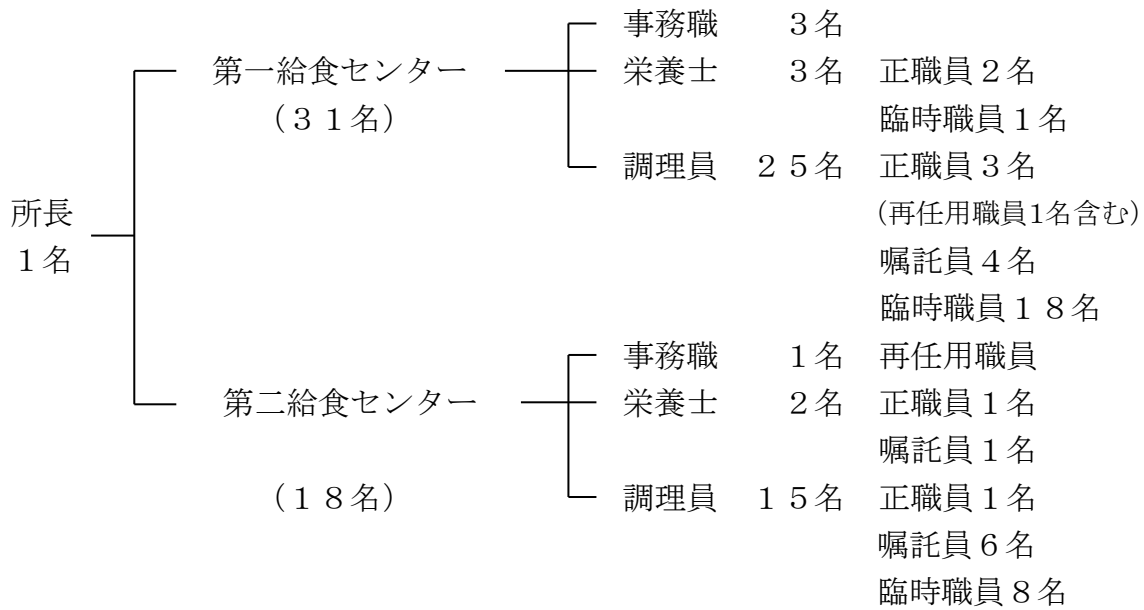 事務職　３名
第一給食センター　栄養士　３名　正職員２名
（３１名）　臨時職員１名
調理員　２５名　正職員３名
所長　（再任用職員1名含む）
１名　嘱託員４名
臨時職員１８名
事務職　１名　再任用職員
第二給食センター　栄養士　２名　正職員１名
嘱託員１名
（１８名）　調理員　１５名　正職員１名
嘱託員６名
臨時職員８名